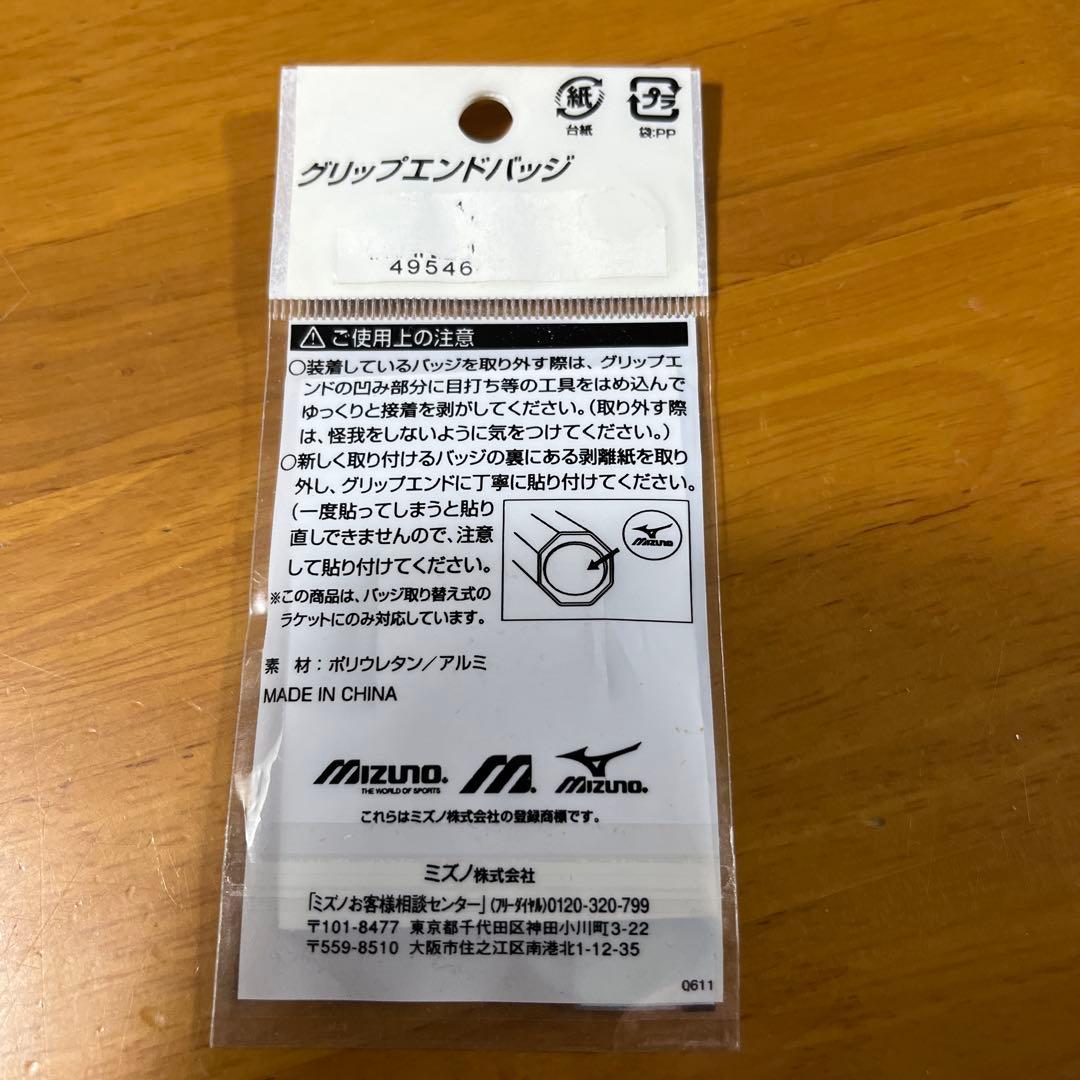 紙
台紙
プラ
袋:PP
グリップエンドバッジ
49546
ご使用上の注意
○装着しているバッジを取り外す際は、グリップエ
ンドの凹み部分に目打ち等の工具をはめ込んで
ゆっくりと接着を剥がしてください。(取り外す際
は、怪我をしないように気をつけてください。)
○新しく取り付けるバッジの裏にある剥離紙を取り
外し、グリップエンドに丁寧に貼り付けてください。
(一度貼ってしまうと貼り
直しできませんので、注意
して貼り付けてください。
※この商品は、バッジ取り替え式の
ラケットにのみ対応しています。
MIZUNO
素 材:ポリウレタン/アルミ
MADE IN CHINA
MIZUNO®
THE WORLD OF SPORTS
M®
MIZUNO®
これらはミズノ株式会社の登録商標です。
ミズノ株式会社
「ミズノお客様相談センター」(フリーダイヤル)0120-320-799
〒101-8477 東京都千代田区神田小川町3-22
〒559-8510 大阪市住之江区南港北1-12-35
Q611